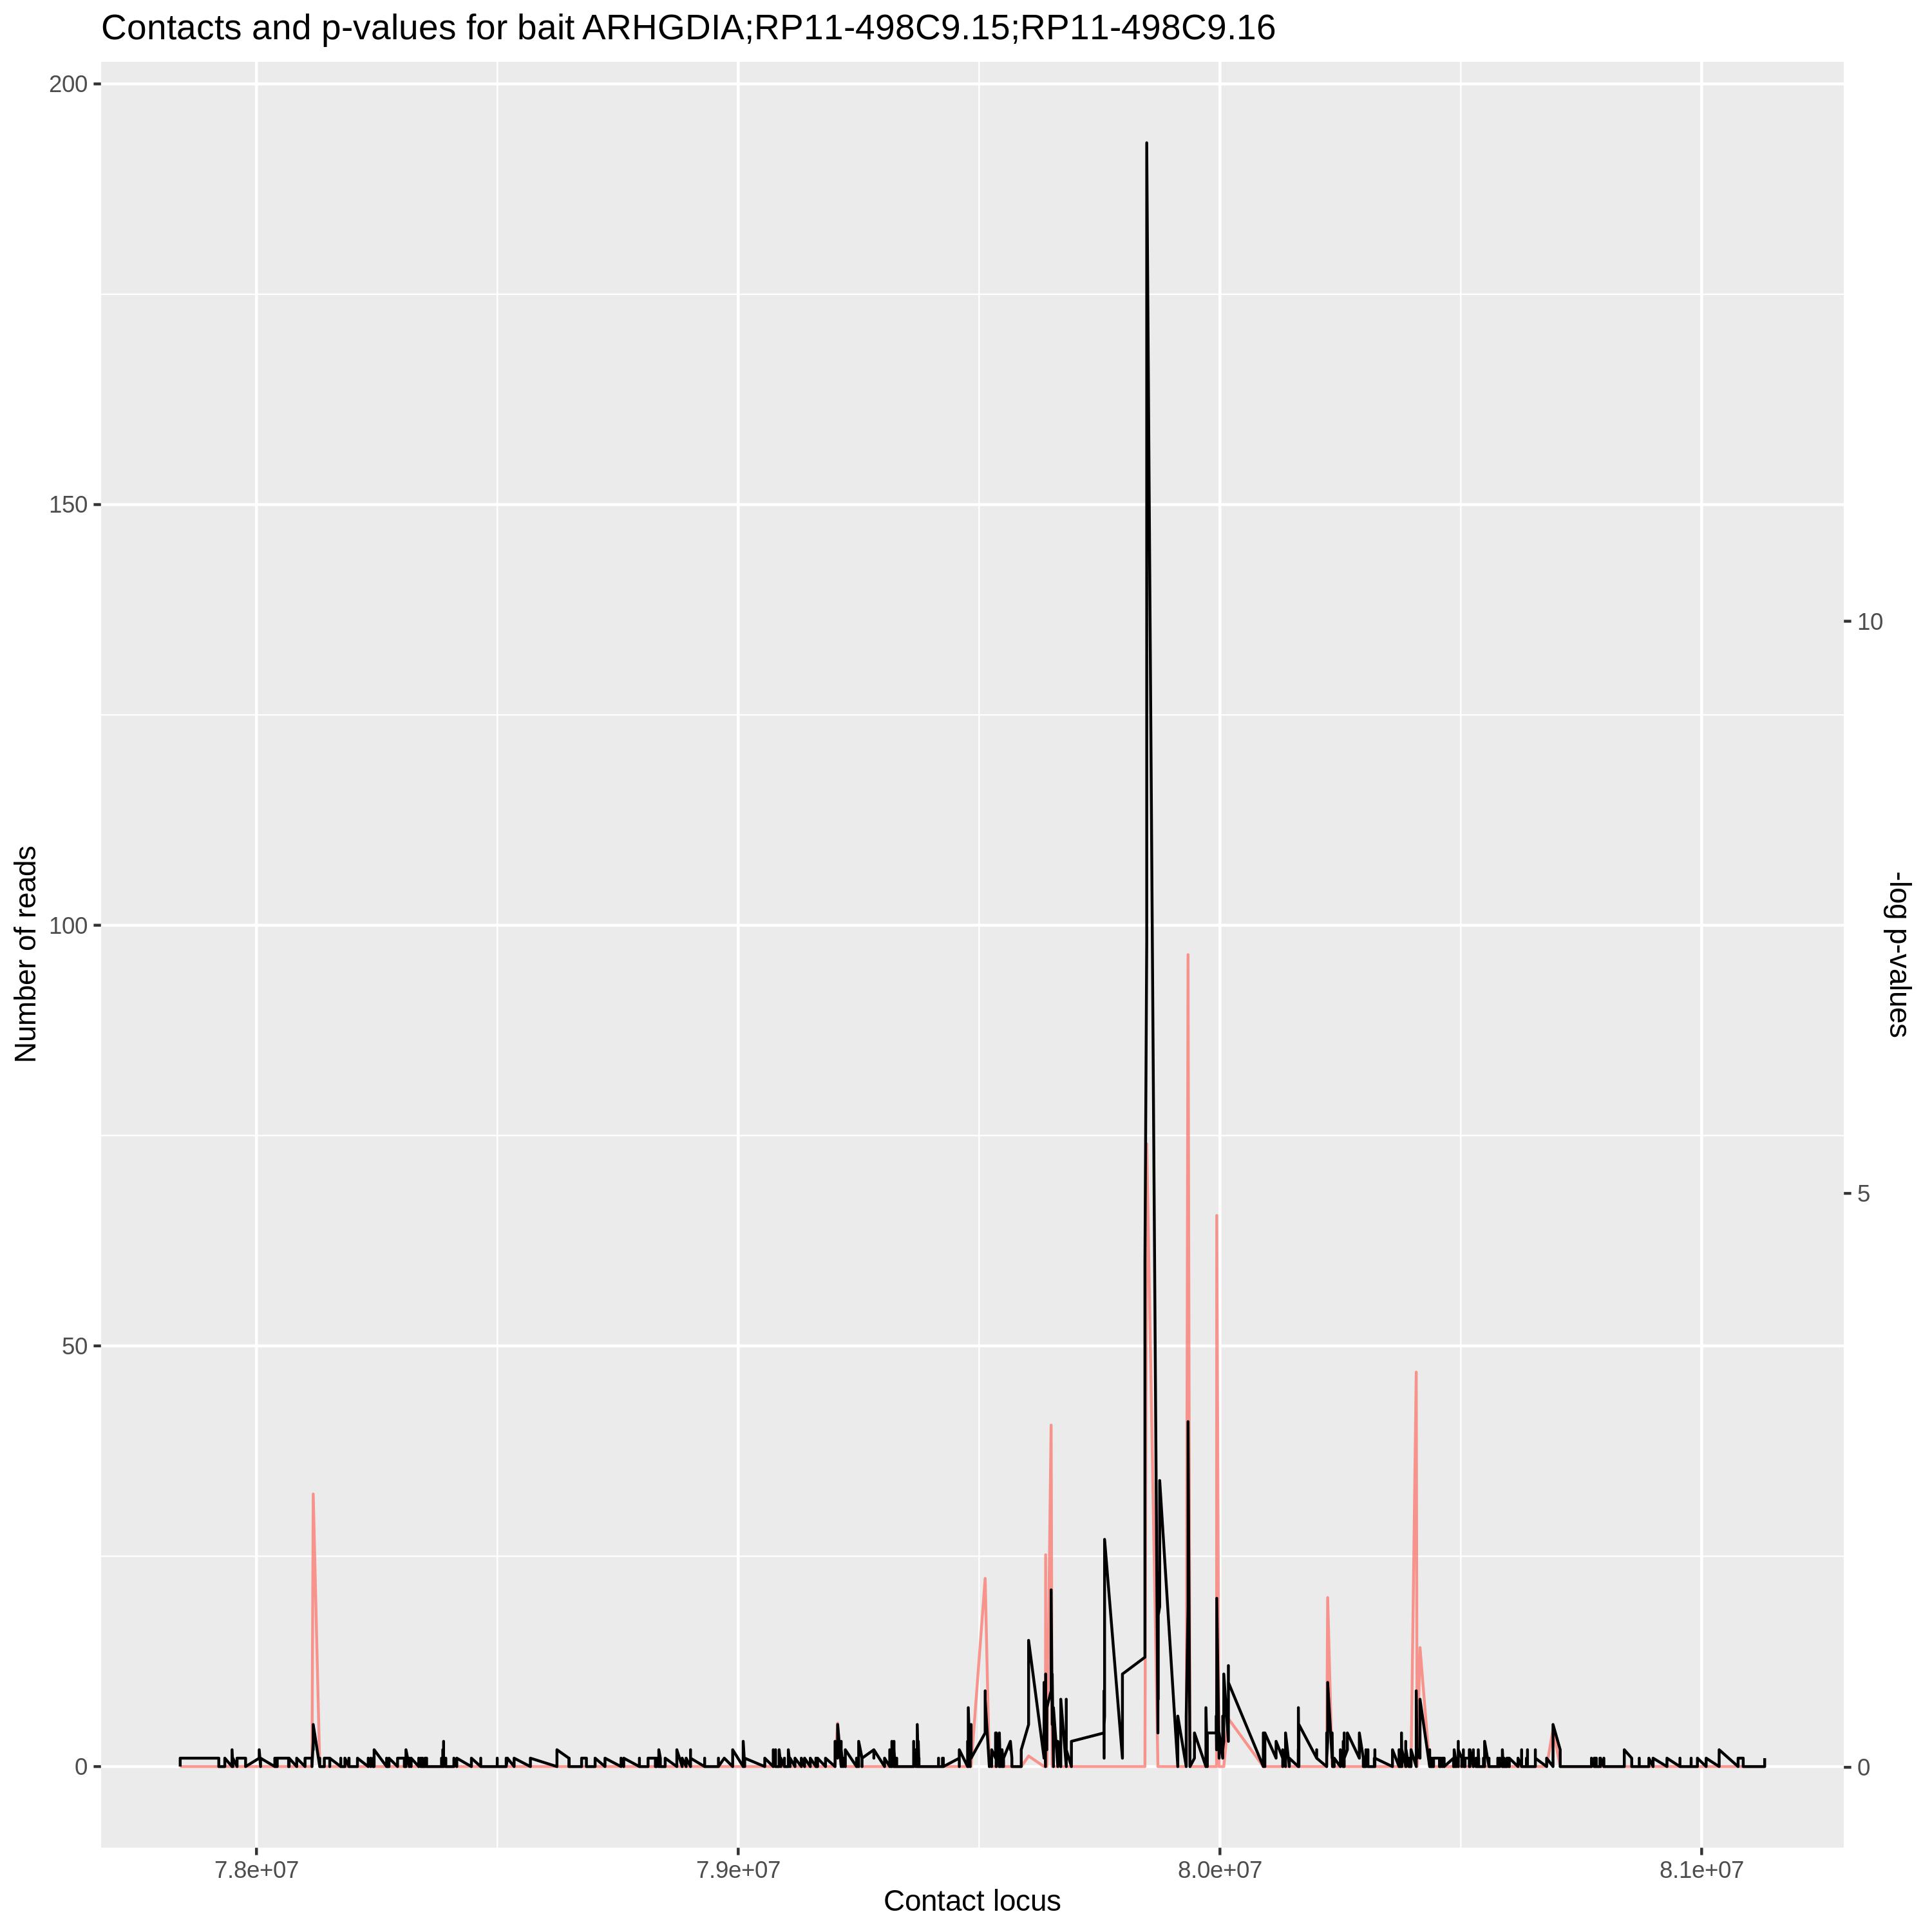 Contacts and p-values for bait ARHGDIA;RP11-498C9.15;RP11-498C9.16
200
150
100
50
0
Number of reads
10
5
0
-log p-values
7.8e+07 7.9e+07 8.0e+07 8.1e+07
Contact locus